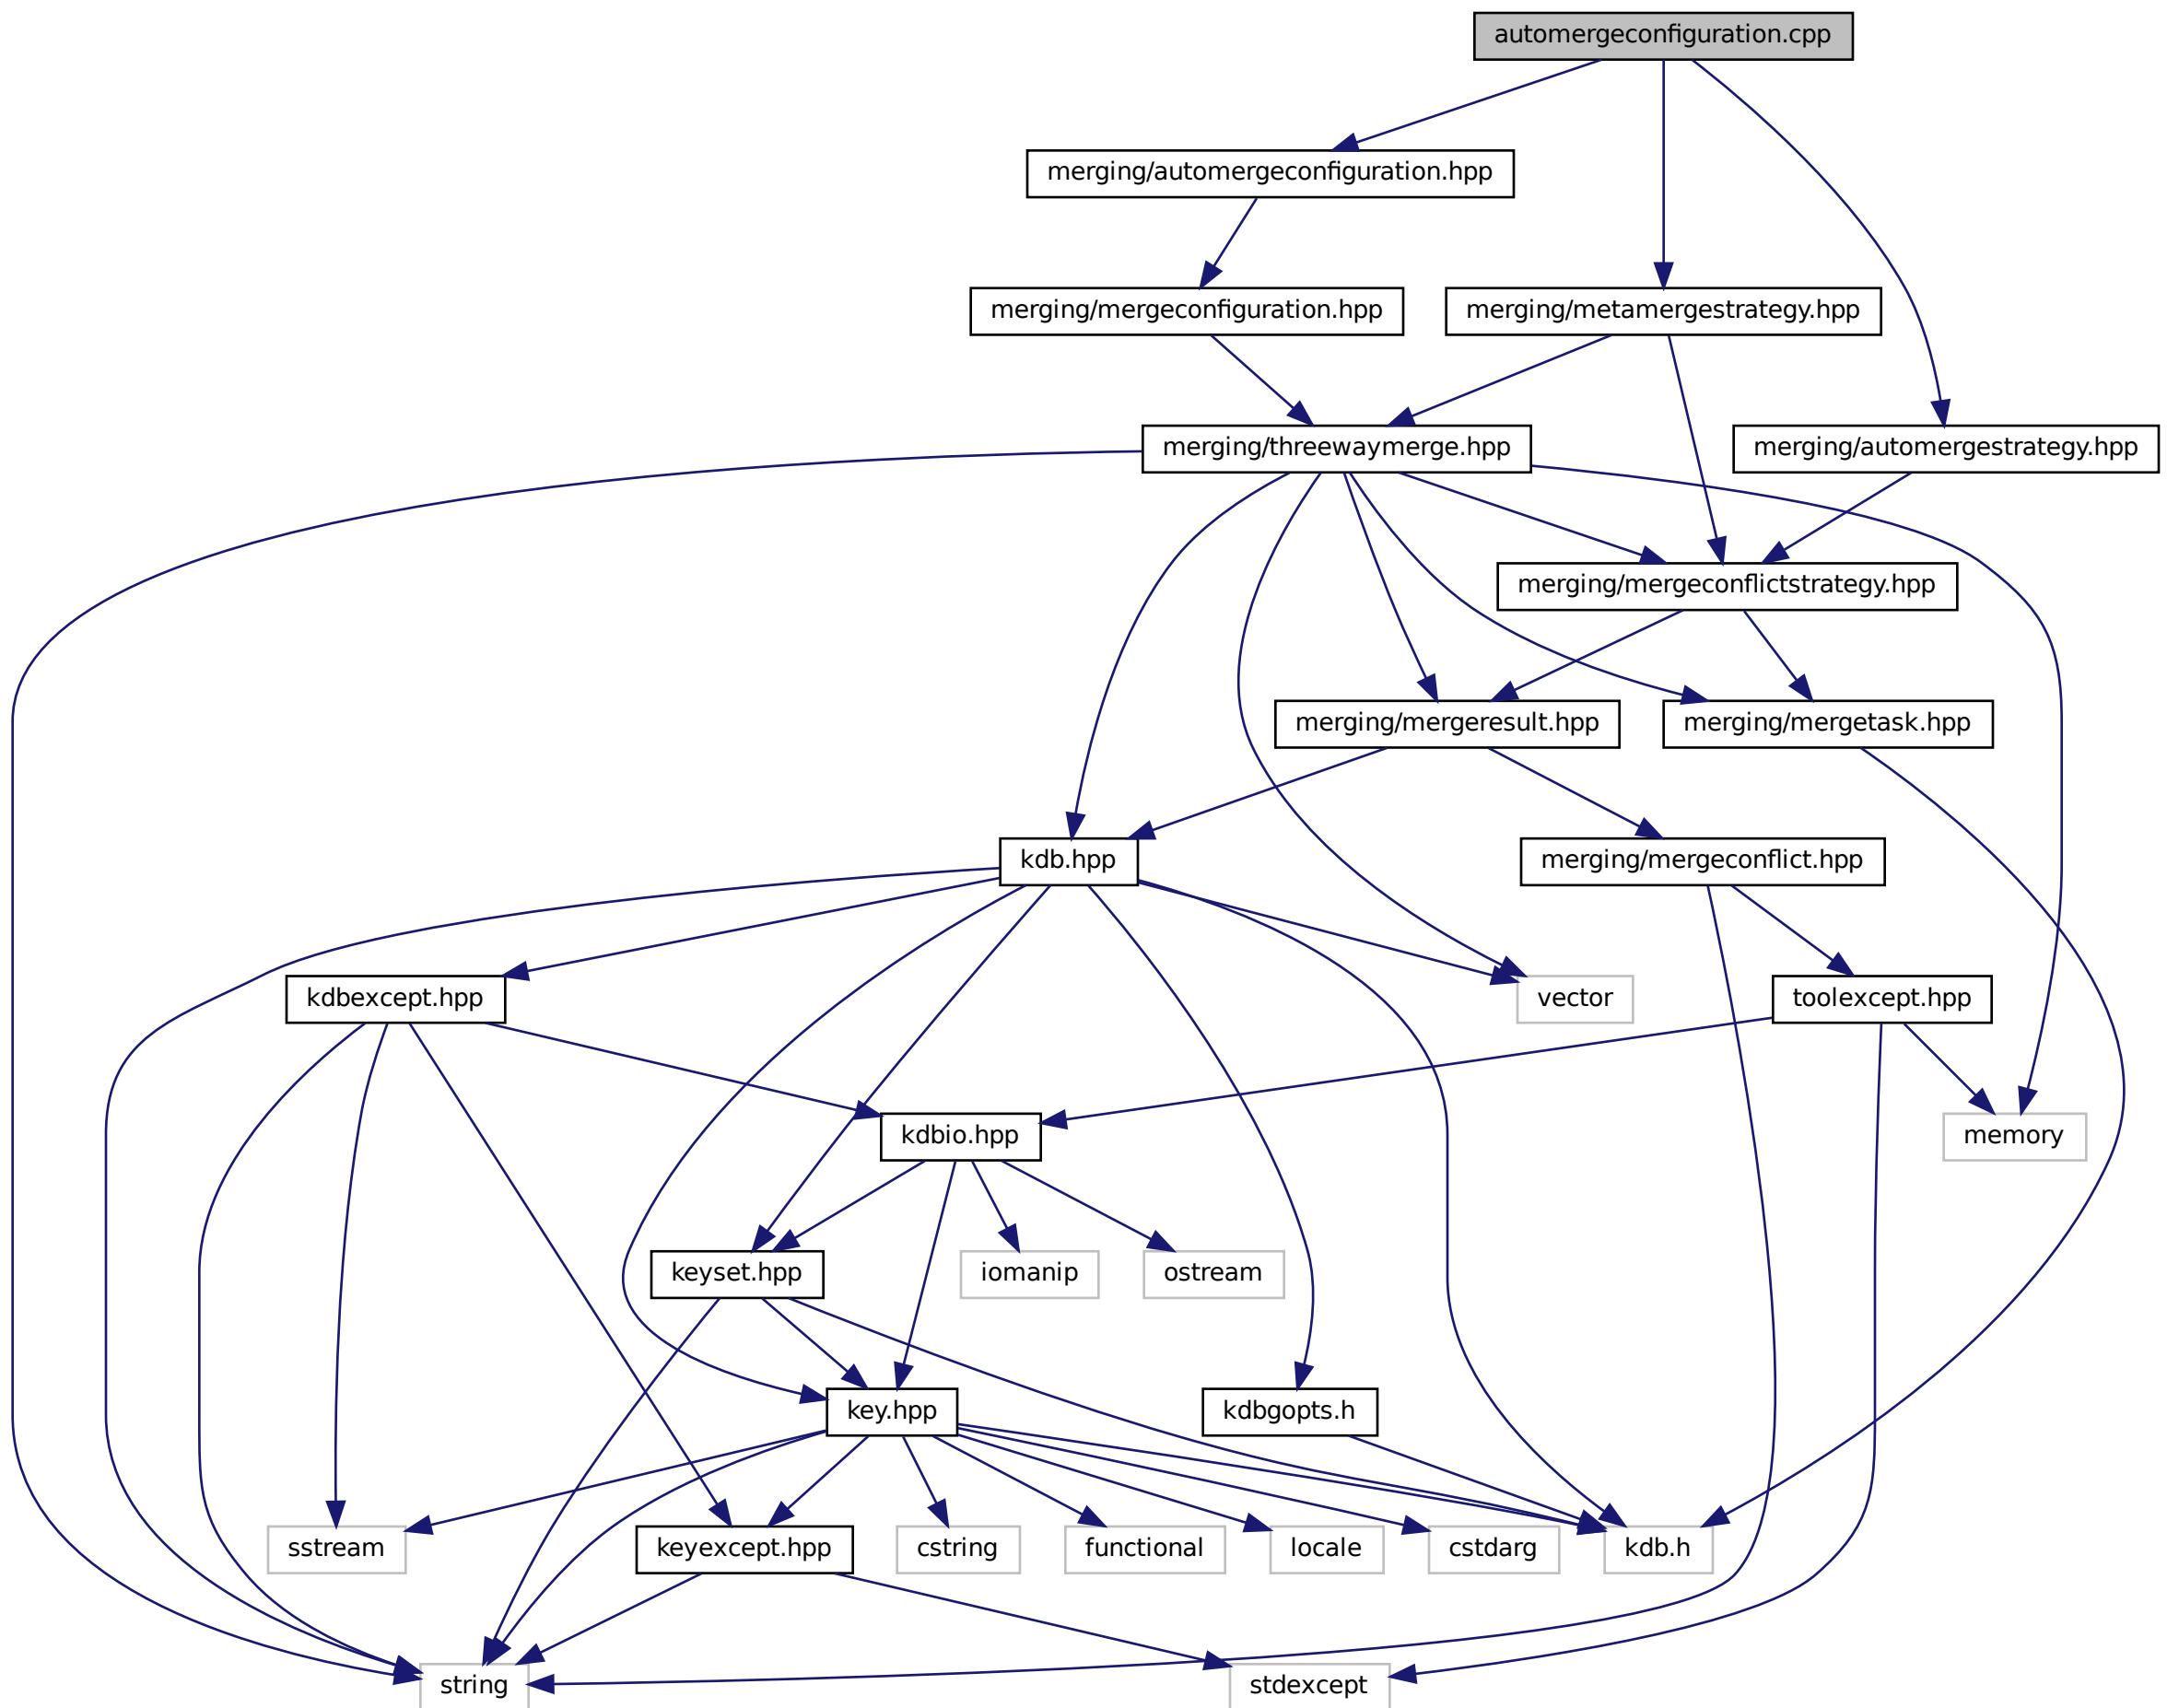 automergeconfiguration.cpp
merging/automergeconfiguration.hpp
merging/mergeconfiguration.hpp
merging/metamergestrategy.hpp
merging/threewaymerge.hpp
merging/automergestrategy.hpp
merging/mergeconflictstrategy.hpp
merging/mergeresult.hpp
merging/mergetask.hpp
kdb.hpp
merging/mergeconflict.hpp
kdbexcept.hpp
vector
toolexcept.hpp
kdbio.hpp
memory
keyset.hpp
iomanip
ostream
key.hpp
kdbgopts.h
sstream
keyexcept.hpp
cstring
functional
locale
cstdarg
kdb.h
string
stdexcept